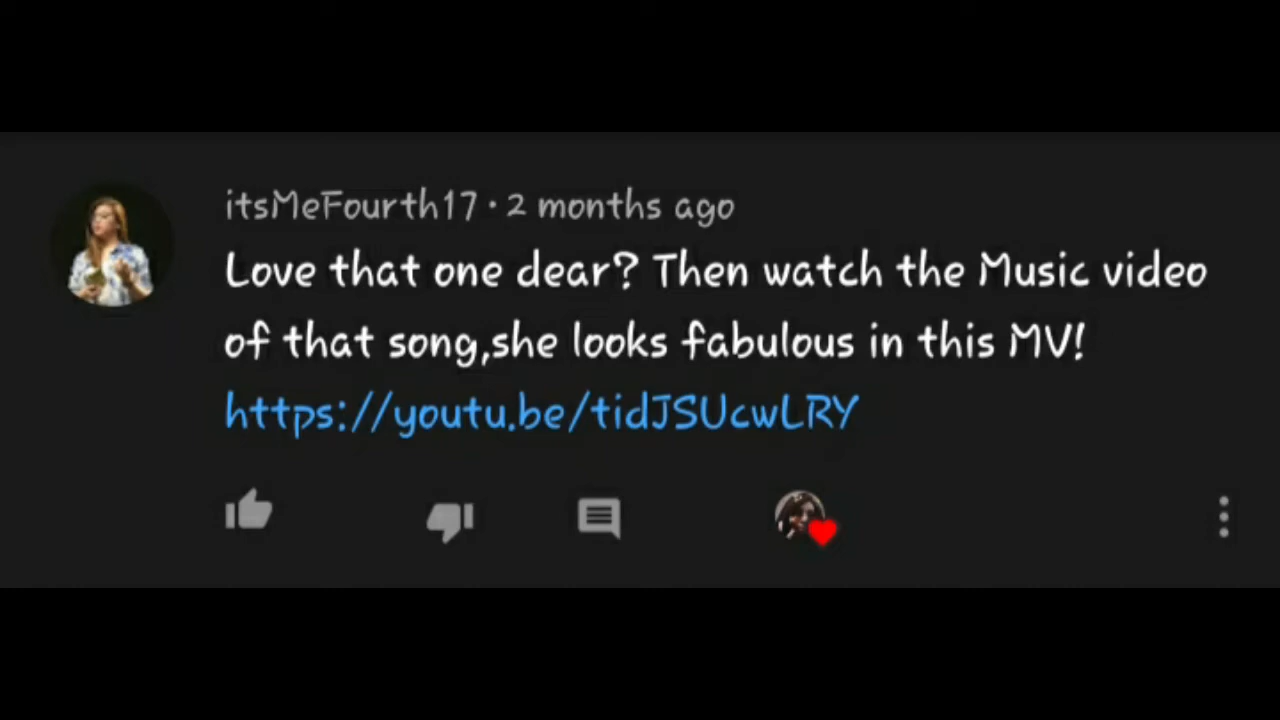 itsMeFourth17 · 2 months ago
Love that one dear? Then watch the Music video
of that song,she looks fabulous in this MV!
https://youtu.be/tidJSUcwLRY